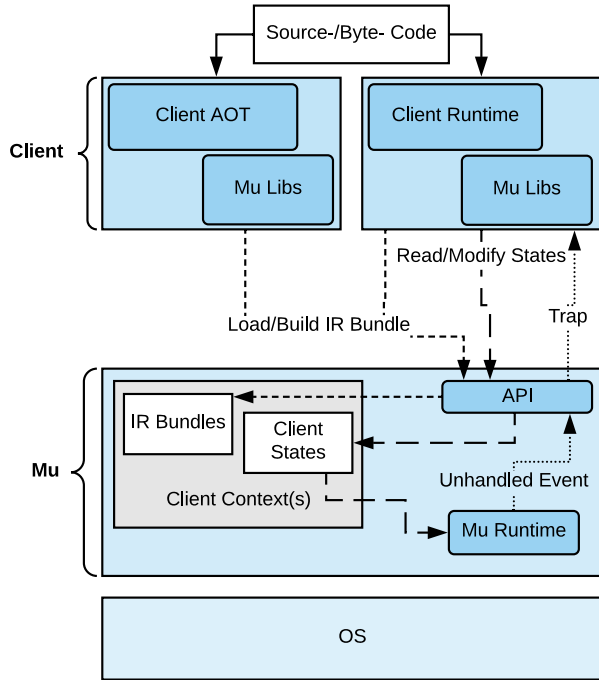 Source-/Byte- Code
Client AOT
Client Runtime
Client
Mu Libs
Mu Libs
Read/Modify States
Load/Build IR Bundle
Trap
API
IR Bundles
Client
States
Mu
Unhandled Event
Client Context(s)
Mu Runtime
OS